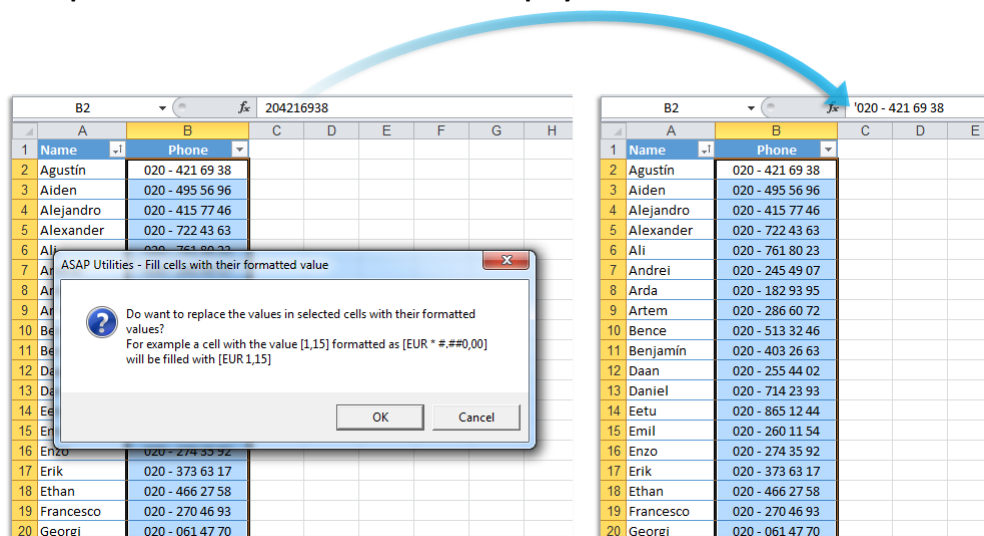 B2 fx 204216938
A B C D E F G H
1 Name Phone
2 Agustín 020 - 421 69 38
3 Aiden 020 - 495 56 96
4 Alejandro 020 - 415 77 46
5 Alexander 020 - 722 43 63
6
7
8
9
10
11
12
13
14
15
16 Enzo 020 - 274 35 92
17 Erik 020 - 373 63 17
18 Ethan 020 - 466 27 58
19 Francesco 020 - 270 46 93
20 Georgi 020 - 061 47 70
ASAP Utilities - Fill cells with their formatted value
Do want to replace the values in selected cells with their formatted
values?
For example a cell with the value [1,15] formatted as [EUR * #.##0,00]
will be filled with [EUR 1,15]
OK Cancel
B2 fx '020 - 421 69 38
A B C D E
1 Name Phone
2 Agustín 020 - 421 69 38
3 Aiden 020 - 495 56 96
4 Alejandro 020 - 415 77 46
5 Alexander 020 - 722 43 63
6 Ali 020 - 761 80 23
7 Andrei 020 - 245 49 07
8 Arda 020 - 182 93 95
9 Artem 020 - 286 60 72
10 Bence 020 - 513 32 46
11 Benjamín 020 - 403 26 63
12 Daan 020 - 255 44 02
13 Daniel 020 - 714 23 93
14 Eetu 020 - 865 12 44
15 Emil 020 - 260 11 54
16 Enzo 020 - 274 35 92
17 Erik 020 - 373 63 17
18 Ethan 020 - 466 27 58
19 Francesco 020 - 270 46 93
20 Georgi 020 - 061 47 70